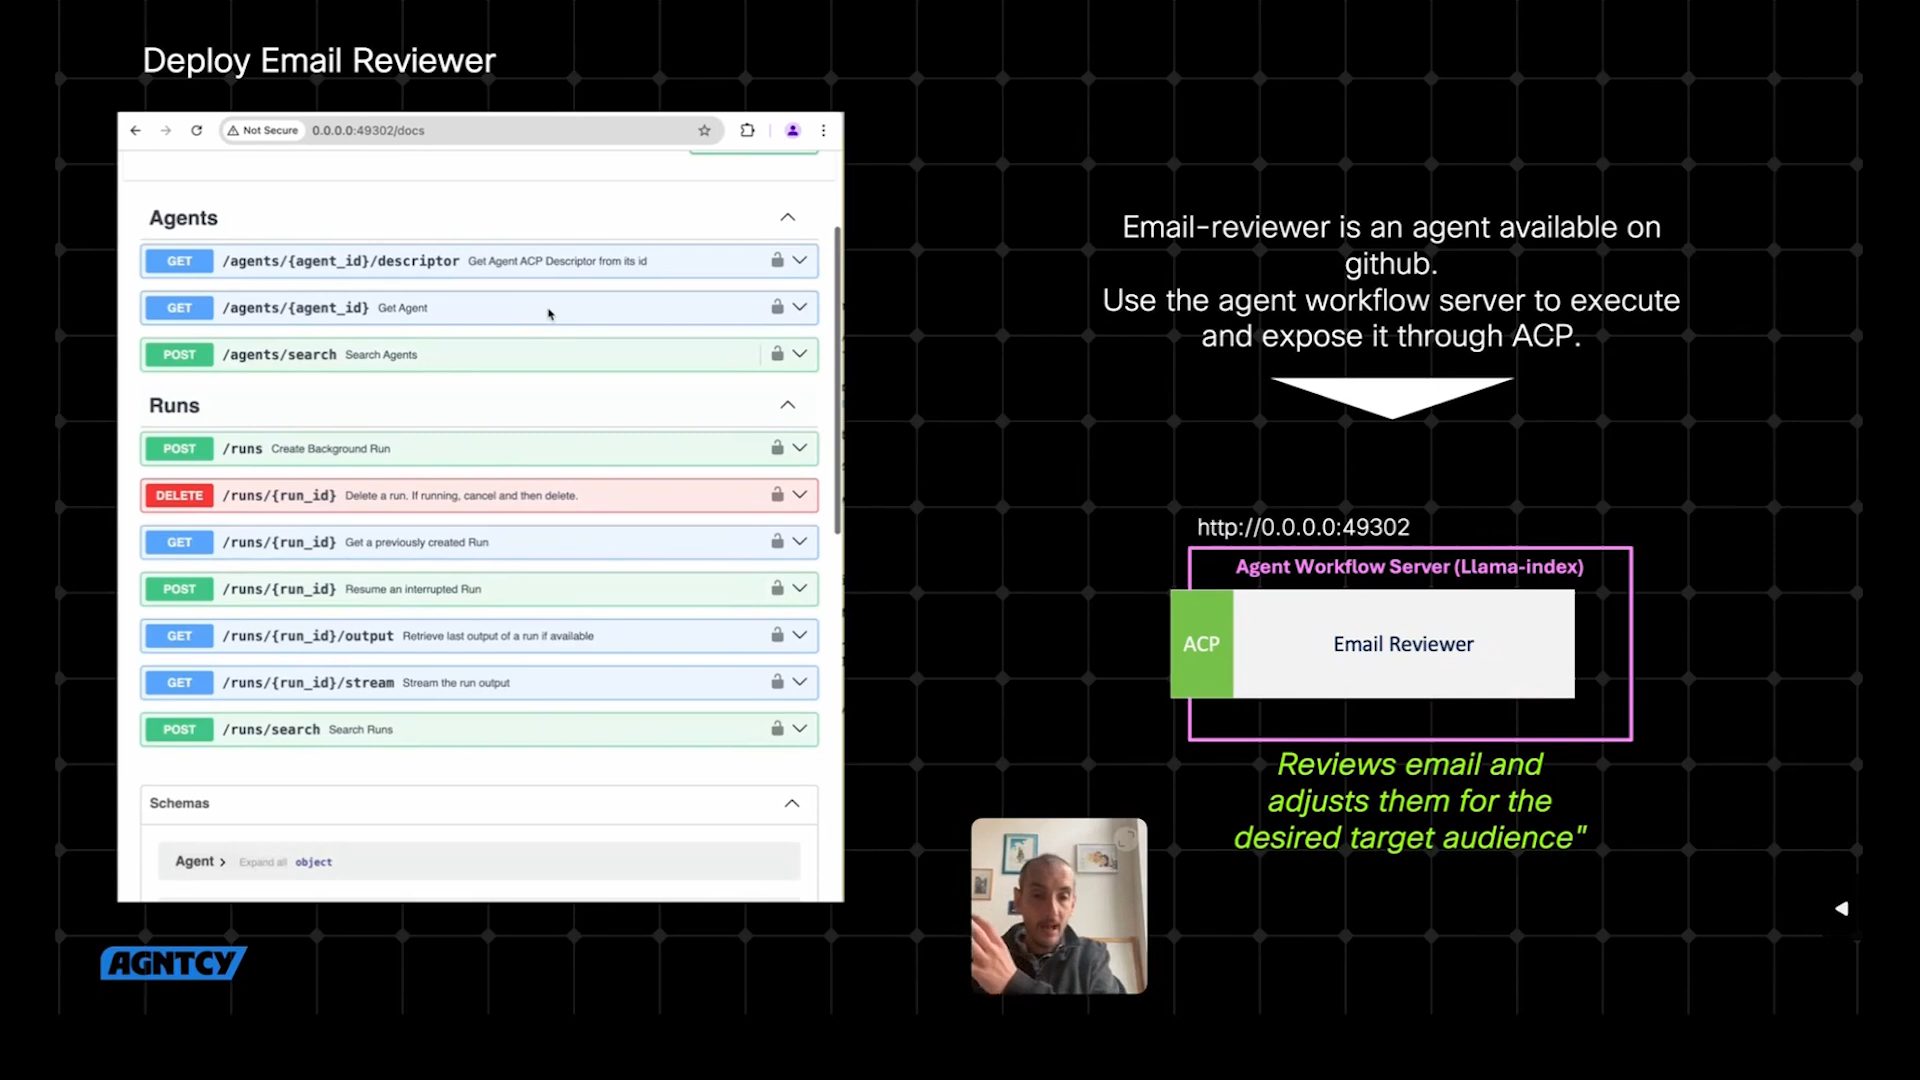 Deploy Email Reviewer
Not Secure 0.0.0.0:49302/docs
Agents
GET /agents/{agent_id}/descriptor Get Agent ACP Descriptor from its id
GET /agents/{agent_id} Get Agent
POST /agents/search Search Agents
Runs
POST /runs Create Background Run
DELETE /runs/{run_id} Delete a run. If running, cancel and then delete.
GET /runs/{run_id} Get a previously created Run
POST /runs/{run_id} Resume an interrupted Run
GET /runs/{run_id}/output Retrieve last output of a run if available
GET /runs/{run_id}/stream Stream the run output
POST /runs/search Search Runs
Schemas
Agent > Expand all object
Email-reviewer is an agent available on
github.
Use the agent workflow server to execute
and expose it through ACP.
http://0.0.0.0:49302
Agent Workflow Server (Llama-index)
ACP
Email Reviewer
Reviews email and
adjusts them for the
desired target audience"
AGNTCY